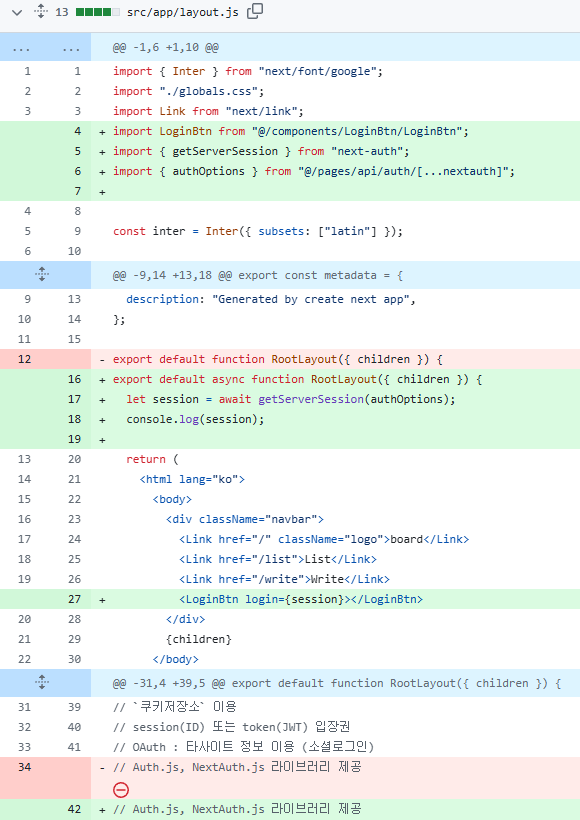 13 src/app/layout.js
... ... @@ -1,6 +1,10 @@
1 1 import { Inter } from "next/font/google";
2 2 import "./globals.css";
3 3 import Link from "next/link";
4 + import LoginBtn from "@/components/LoginBtn/LoginBtn";
5 + import { getServerSession } from "next-auth";
6 + import { authOptions } from "@/pages/api/auth/[...nextauth]";
7 +
4 8
5 9 const inter = Inter({ subsets: ["latin"] });
6 10
@@ -9,14 +13,18 @@ export const metadata = {
9 13 description: "Generated by create next app",
10 14 };
11 15
12 - export default function RootLayout({ children }) {
16 + export default async function RootLayout({ children }) {
17 + let session = await getServerSession(authOptions);
18 + console.log(session);
19 +
13 20 return (
14 21 <html lang="ko">
15 22 <body>
16 23 <div className="navbar">
17 24 <Link href="/" className="logo">board</Link>
18 25 <Link href="/list">List</Link>
19 26 <Link href="/write">Write</Link>
27 + <LoginBtn login={session}></LoginBtn>
20 28 </div>
21 29 {children}
22 30 </body>
@@ -31,4 +39,5 @@ export default function RootLayout({ children }) {
31 39 // `쿠키저장소` 이용
32 40 // session(ID) 또는 token(JWT) 입장권
33 41 // OAuth : 타사이트 정보 이용 (소셜로그인)
34 - // Auth.js, NextAuth.js 라이브러리 제공
42 + // Auth.js, NextAuth.js 라이브러리 제공